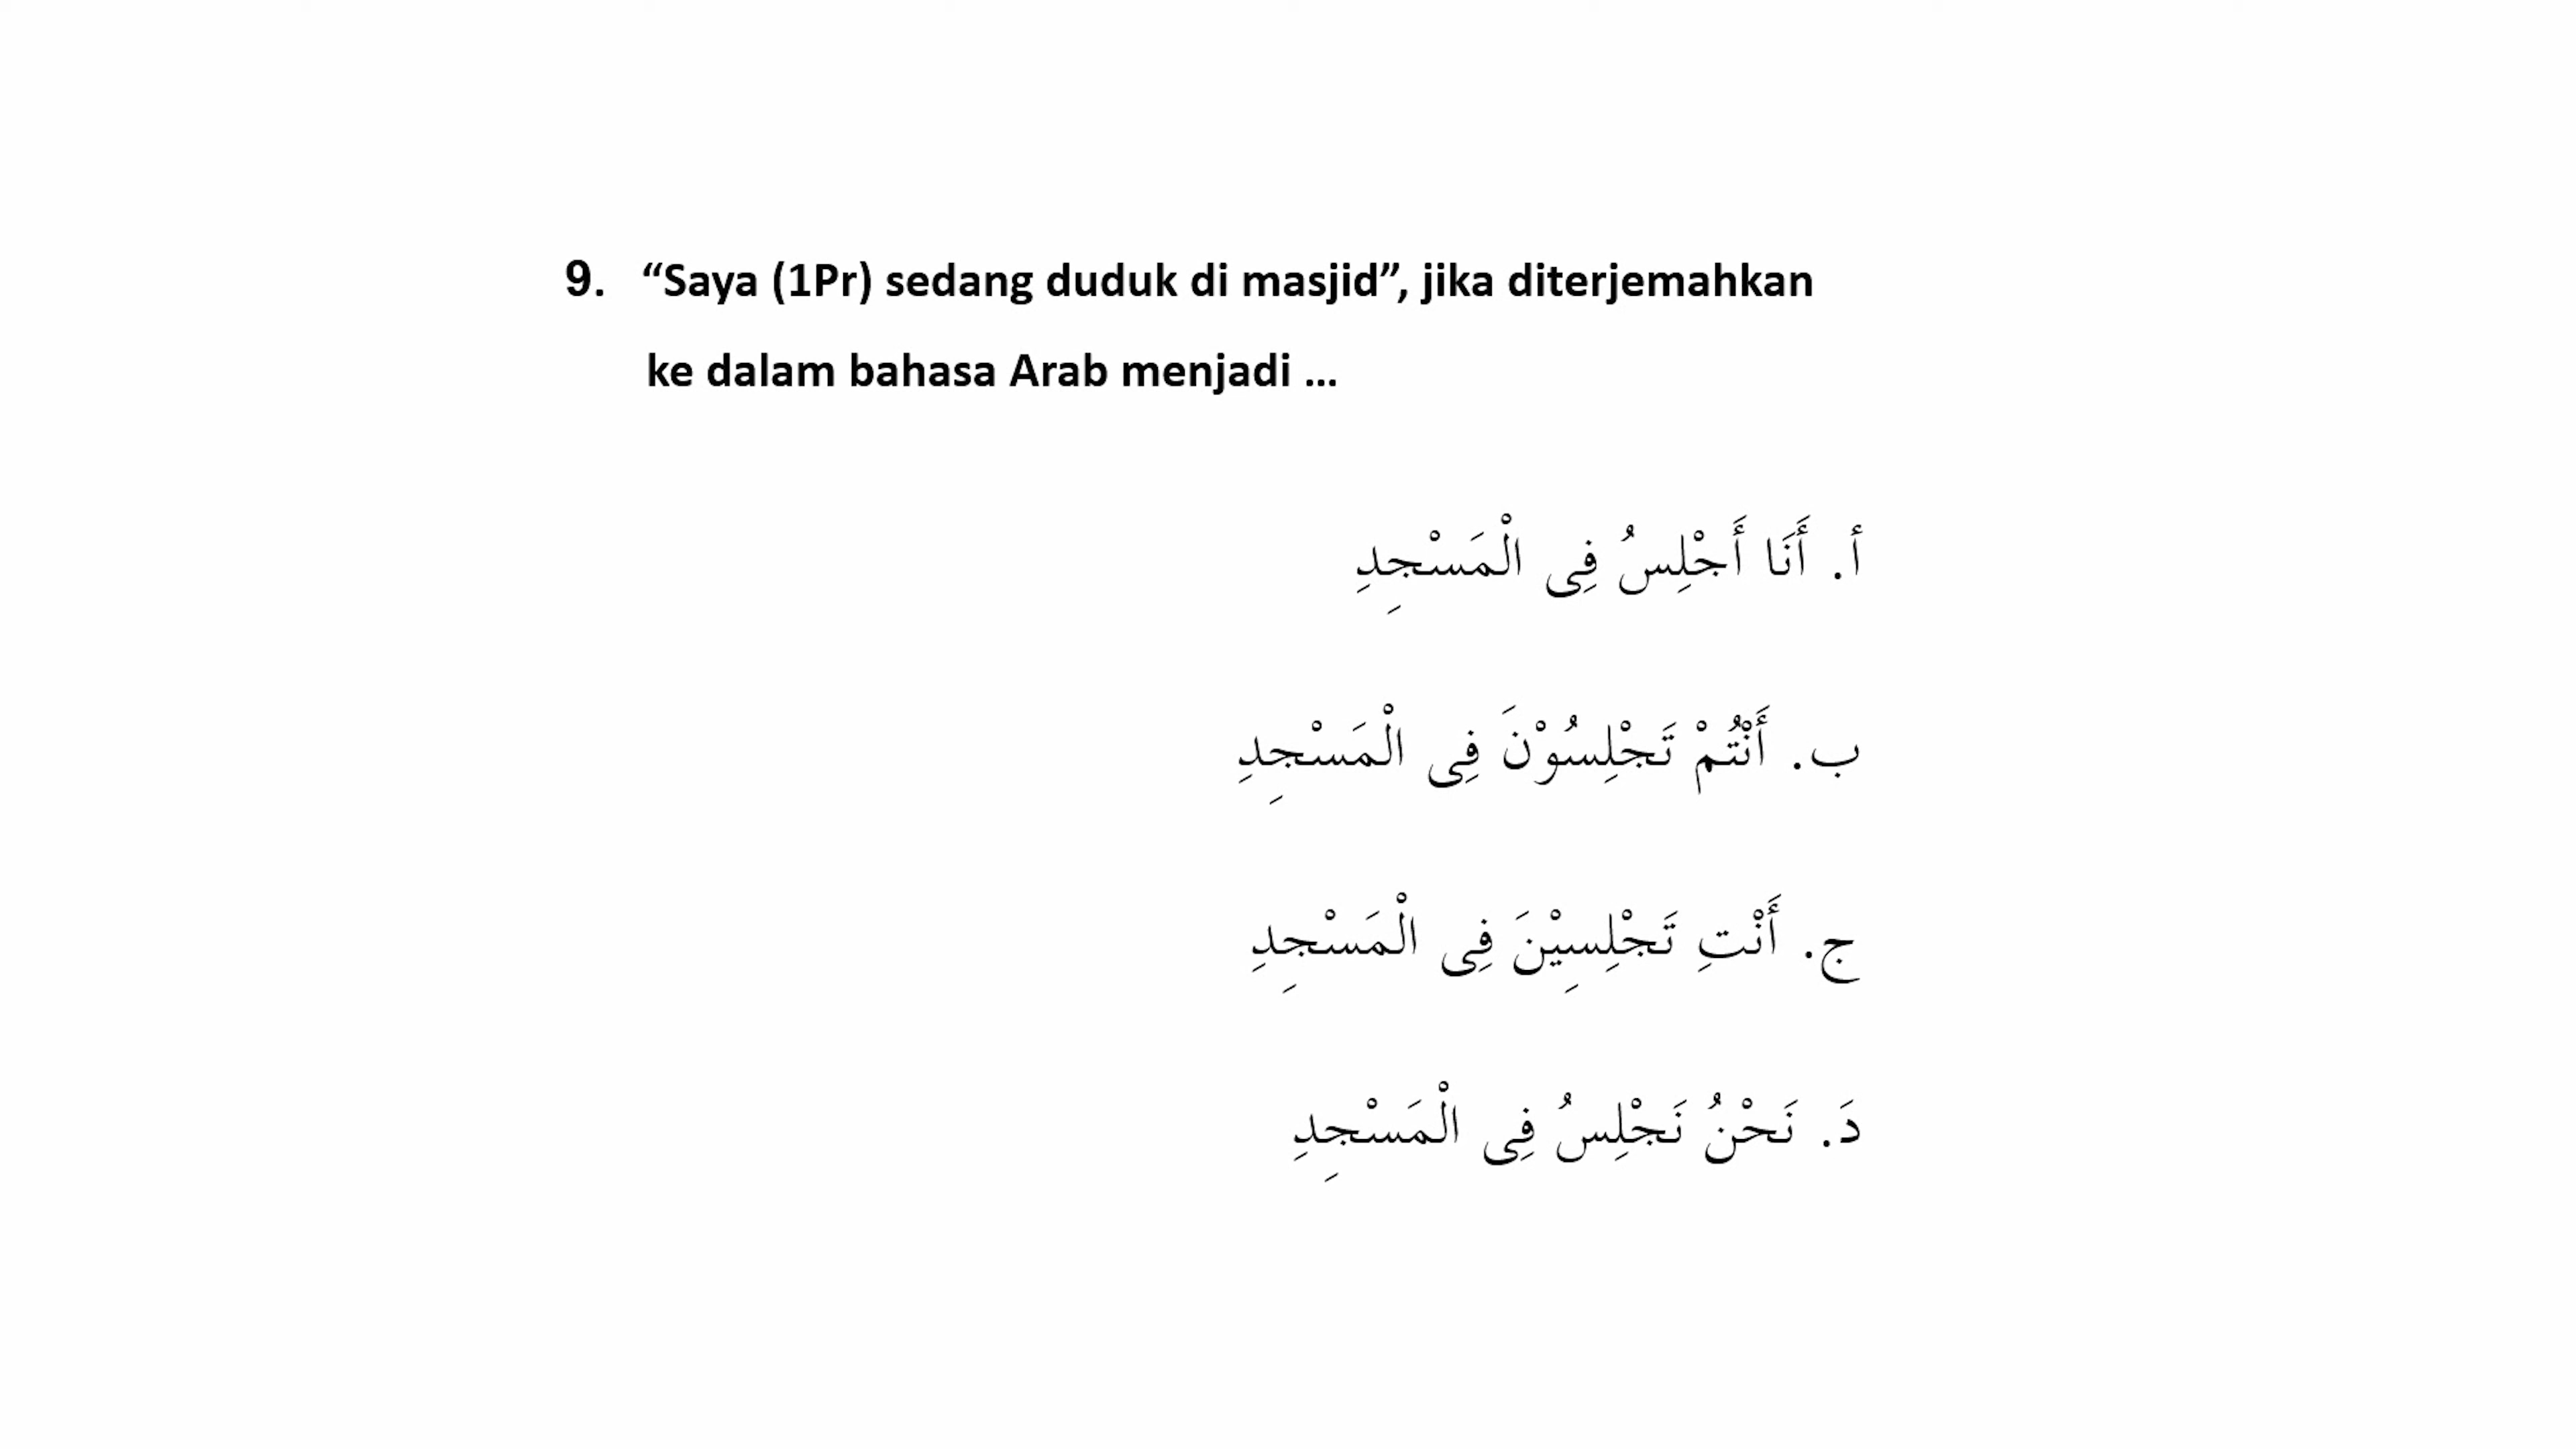 9. “Saya (1Pr) sedang duduk di masjid”, jika diterjemahkan
ke dalam bahasa Arab menjadi ...
أ. أَنَا أَجْلِسُ فِى الْمَسْجِدِ
ب. أَنْتُمْ تَجْلِسُوْنَ فِى الْمَسْجِدِ
ج. أَنْتِ تَجْلِسِيْنَ فِى الْمَسْجِدِ
دَ. نَحْنُ نَجْلِسُ فِى الْمَسْجِدِ